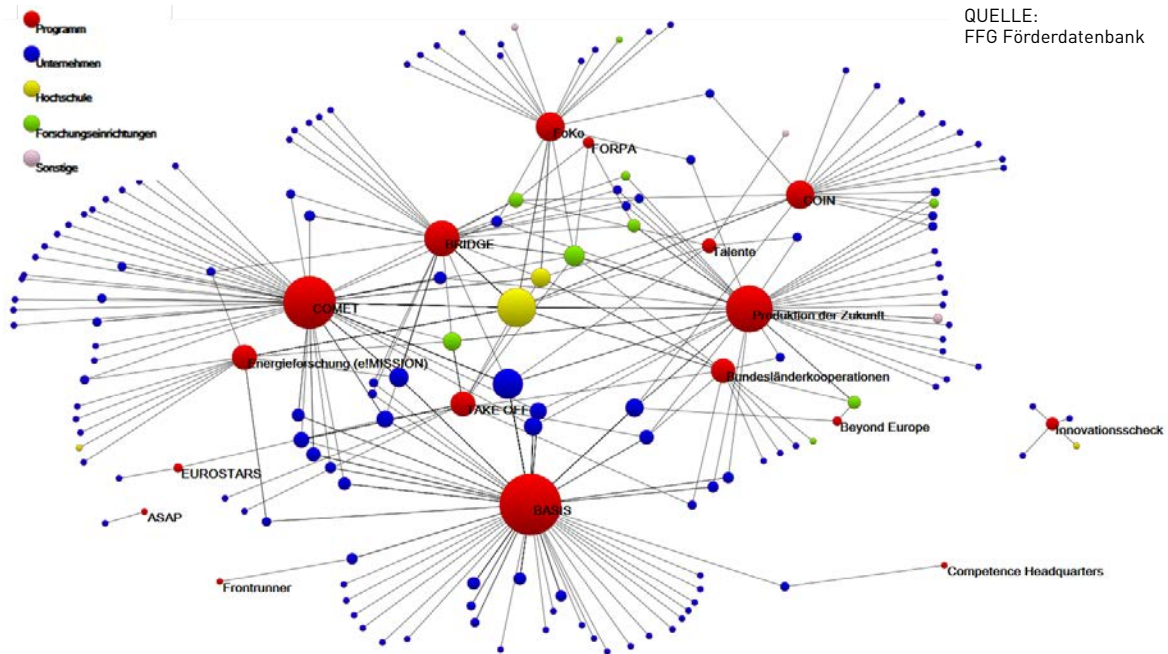 QUELLE:
FFG Förderdatenbank
Programm
Unternehmen
Hochschule
Forschungseinrichtungen
Sonstige
FoKo
FORPA
COIN
BRIDGE
Talente
COMET
Produktion der Zukunft
Energieforschung (e!MISSION)
Bundesländerkooperationen
TAKE OFF
Beyond Europe
Innovationsscheck
EUROSTARS
BASIS
ASAP
Competence Headquarters
Frontrunner